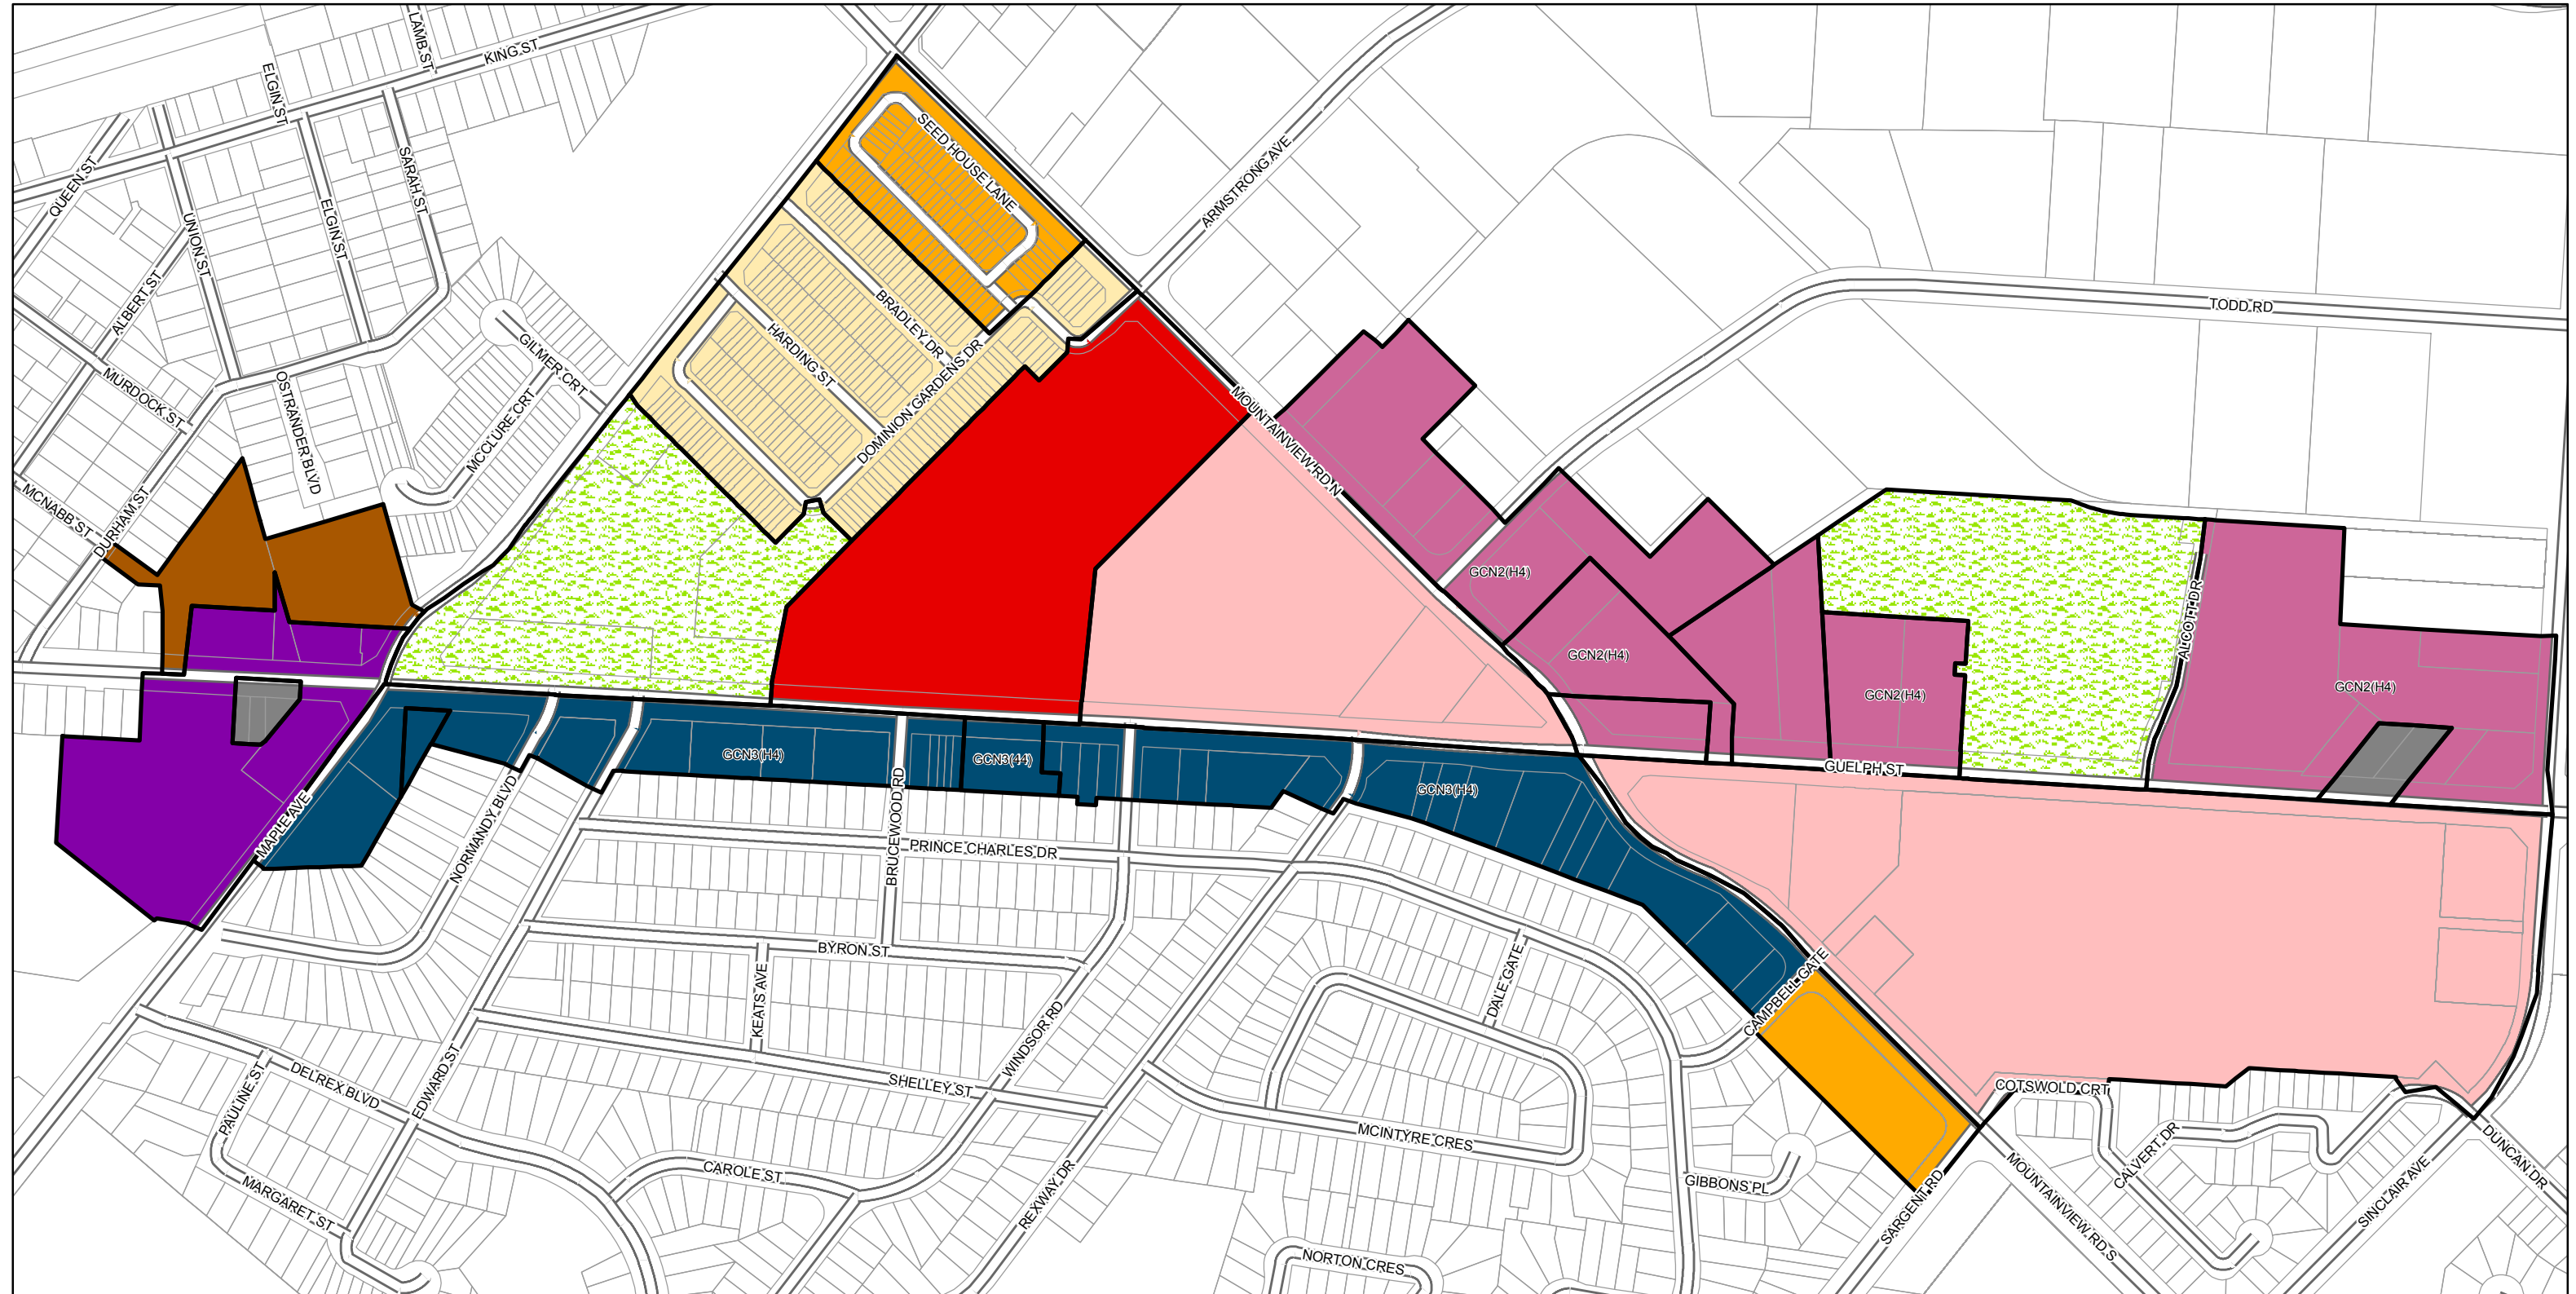 LAMB ST
KING ST
ELGIN ST
QUEEN ST
SARAH ST
UNION ST
ELGIN ST
ALBERT ST
SEED HOUSE LANE
ARMSTRONG AVE
TODD RD
BRADLEY DR
HARDING ST
GILMER CRT
MURDOCK ST
OSTRANDER BLVD
MCCLURE CRT
DOMINION GARDENS DR
MOUNTAINVIEW RD N
MCNABB ST
DURHAM ST
GCN2(H4)
GCN2(H4)
GCN2(H4)
GCN2(H4)
ALCOTT DR
GUELPH ST
GCN3(H4)
GCN3(44)
GCN3(H4)
MAPLE AVE
NORMANDY BLVD
BRUCEWOOD RD
PRINCE CHARLES DR
BYRON ST
KEATS AVE
DALE GATE
CAMPBELL GATE
WINDSOR RD
SHELLEY ST
EDWARD ST
DELREX BLVD
PAULINE ST
MARGARET ST
CAROLE ST
REXWAY DR
MCINTYRE CRES
NORTON CRES
GIBBONS PL
SARGENT RD
COTSWOLD CRT
CALVERT DR
MOUNTAINVIEW RD S
SINCLAIR AVE
DUNCAN DR